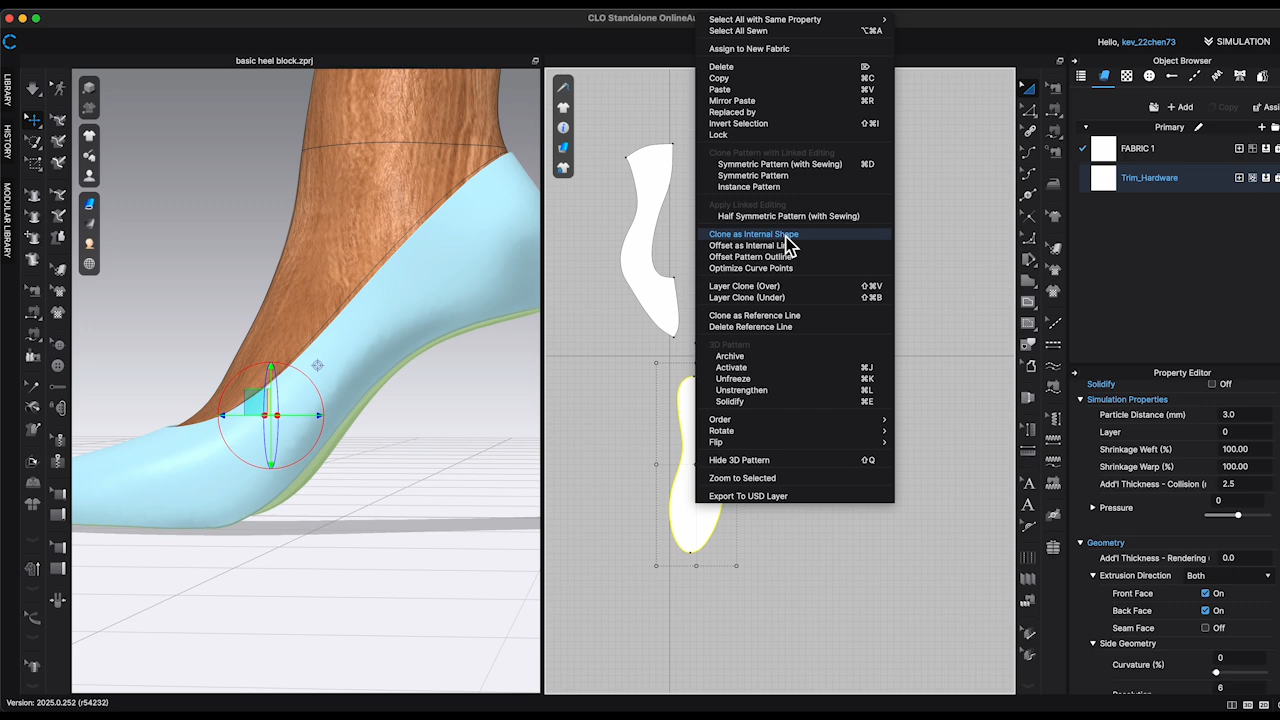 CLO Standalone OnlineAu
Hello, kev_22chen73
SIMULATION
basic heel block.zprj
Object Browser
LIBRARY
HISTORY
MODULAR LIBRARY
Select All with Same Property
Select All Sewn ⌥⌘A
Assign to New Fabric
Delete ⌦
Copy ⌘C
Paste ⌘V
Mirror Paste ⌘R
Replaced by
Invert Selection ⇧⌘I
Lock
Clone Pattern with Linked Editing
Symmetric Pattern (with Sewing) ⌘D
Symmetric Pattern
Instance Pattern
Apply Linked Editing
Half Symmetric Pattern (with Sewing)
Clone as Internal Shape
Offset as Internal Lin
Offset Pattern Outline
Optimize Curve Points
Layer Clone (Over) ⇧⌘V
Layer Clone (Under) ⇧⌘B
Clone as Reference Line
Delete Reference Line
3D Pattern
Archive
Activate ⌘J
Unfreeze ⌘K
Unstrengthen ⌘L
Solidify ⌘E
Order
Rotate
Flip
Hide 3D Pattern ⇧Q
Zoom to Selected
Export To USD Layer
+ Add
Copy
Assi
Primary
FABRIC 1
Trim_Hardware
Property Editor
Solidify Off
Simulation Properties
Particle Distance (mm) 3.0
Layer 0
Shrinkage Weft (%) 100.00
Shrinkage Warp (%) 100.00
Add'l Thickness - Collision ( 2.5
Pressure 0
Geometry
Add'l Thickness - Rendering 0.0
Extrusion Direction Both
Front Face On
Back Face On
Seam Face Off
Side Geometry
Curvature (%) 0
6
Version: 2025.0.252 (r54232)
3D
2D